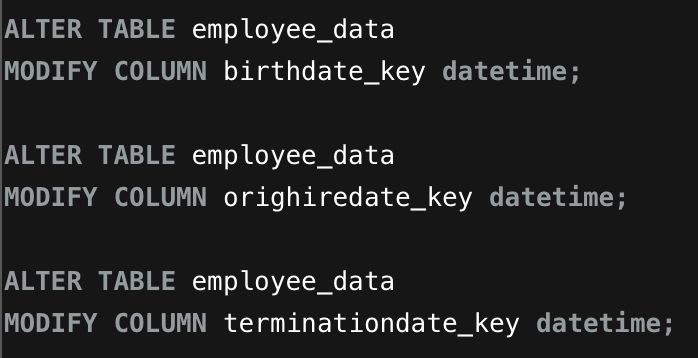 ALTER TABLE employee_data
MODIFY COLUMN birthdate_key datetime;
ALTER TABLE employee_data
MODIFY COLUMN orighiredate_key datetime;
ALTER TABLE employee_data
MODIFY COLUMN terminationdate_key datetime;